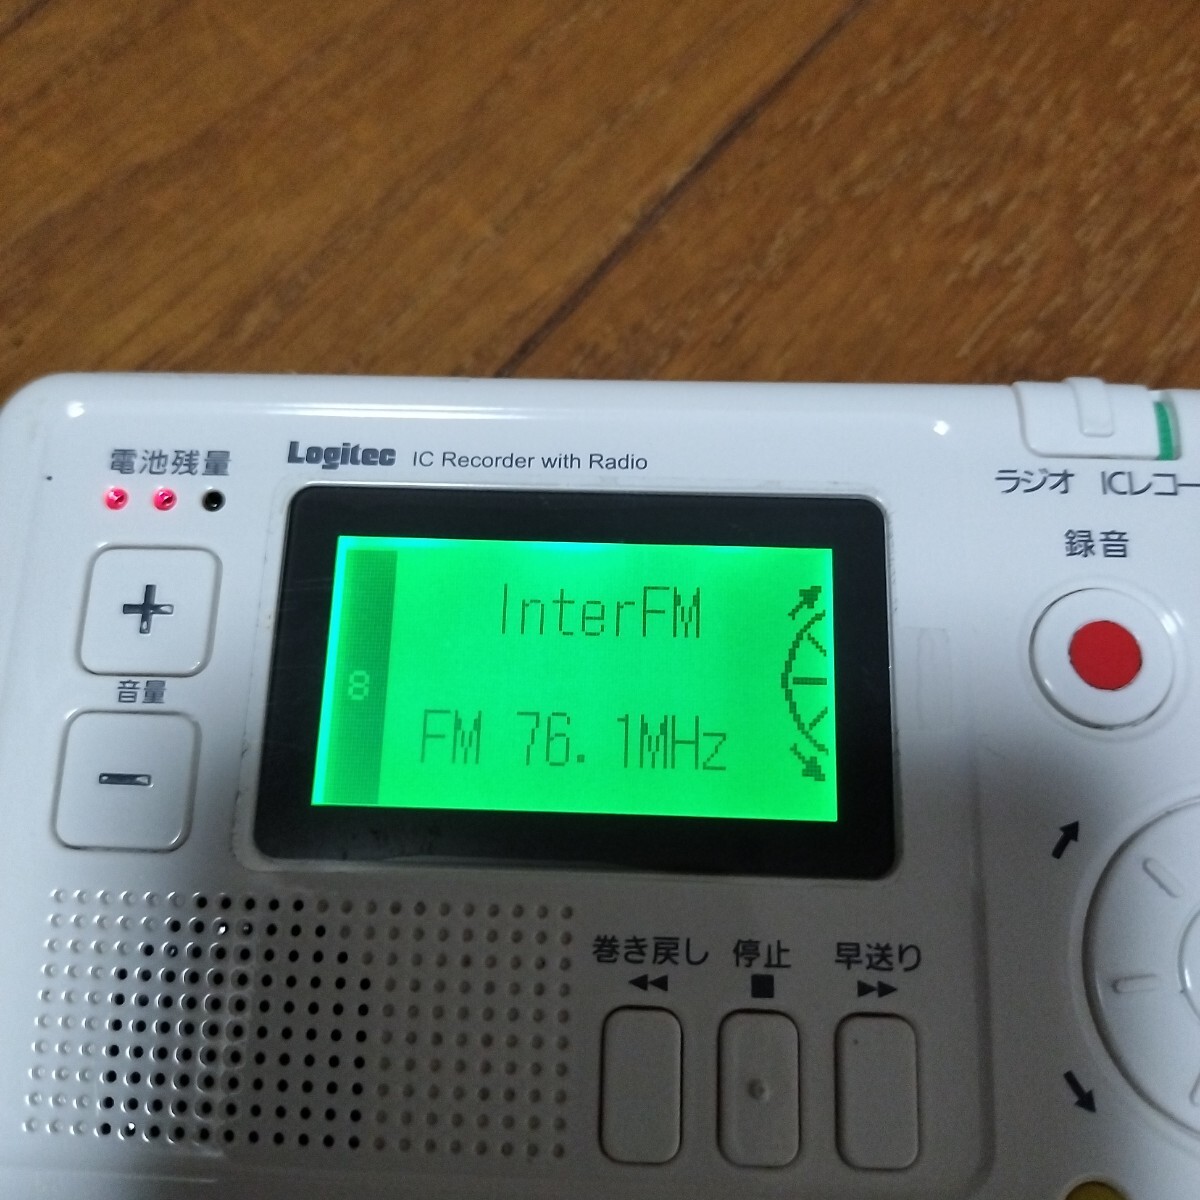 電池残量
Logitec IC Recorder with Radio
ラジオ ICレコー
録音
音量
InterFM
8
FM 76.1MHz
巻き戻し 停止 早送り